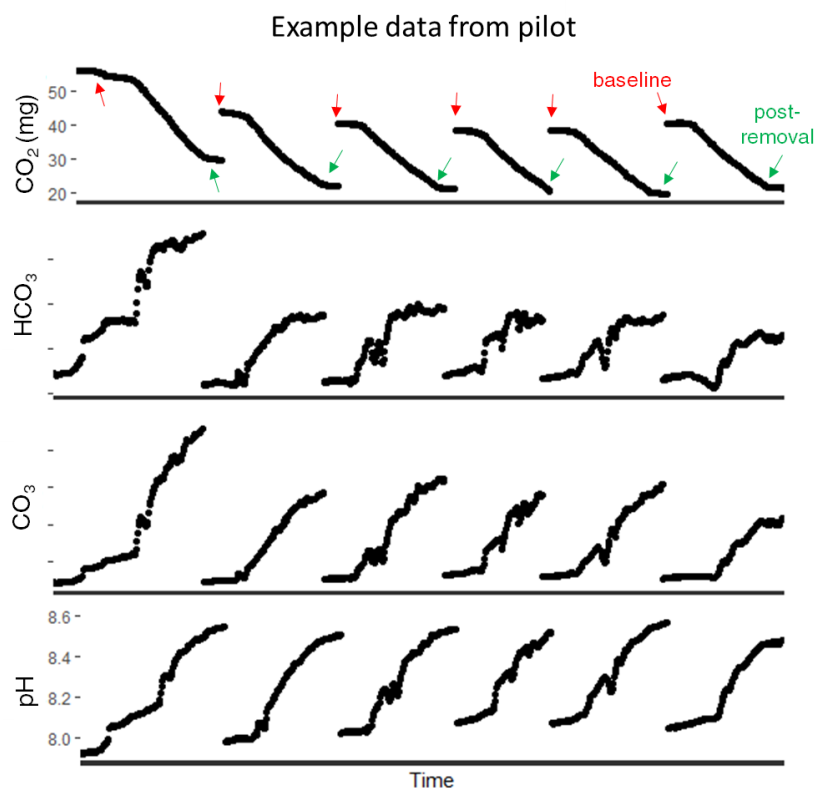 Example data from pilot
CO₂ (mg)
50
40
30
20
baseline
post-
removal
HCO₃
CO₃
pH
8.6
8.4
8.2
8.0
Time